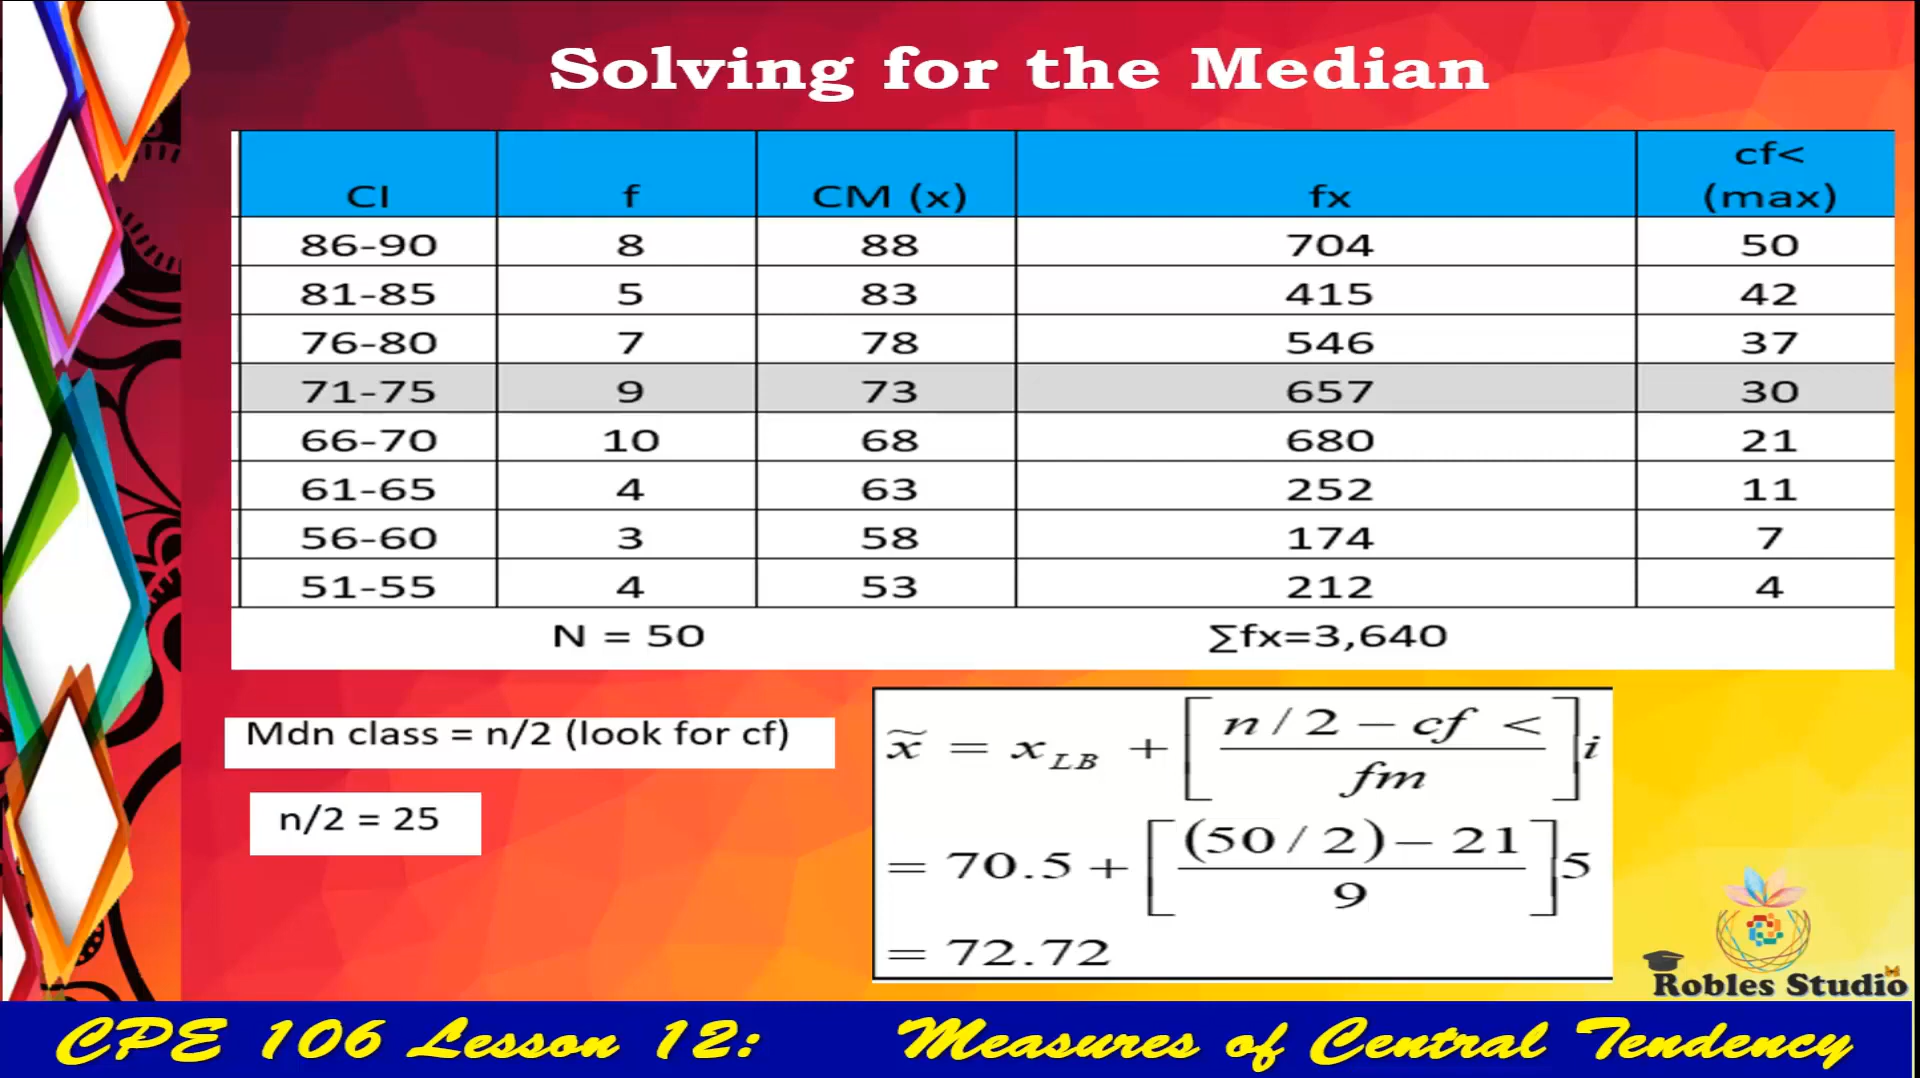 Solving for the Median
CI f CM (x) fx cf< (max)
86-90 8 88 704 50
81-85 5 83 415 42
76-80 7 78 546 37
71-75 9 73 657 30
66-70 10 68 680 21
61-65 4 63 252 11
56-60 3 58 174 7
51-55 4 53 212 4
N = 50 ∑fx=3,640
Mdn class = n/2 (look for cf)
n/2 = 25
x̃ = x_LB + [ (n/2 − cf <) / fm ] i
= 70.5 + [ ((50/2) − 21) / 9 ] 5
= 72.72
Robles Studio
CPE 106 Lesson 12: Measures of Central Tendency